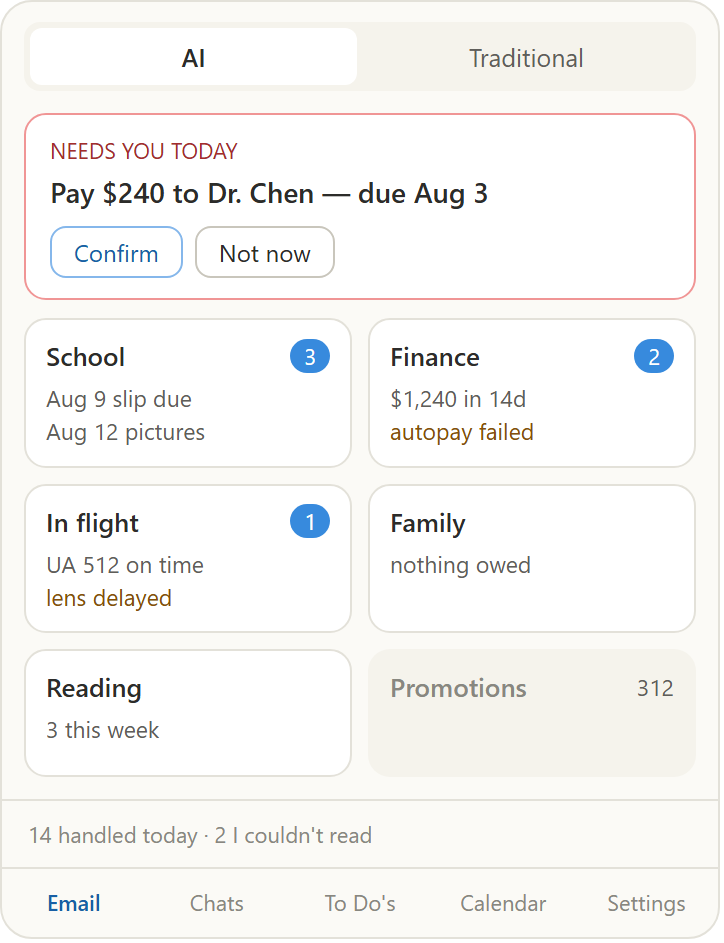 AI
Traditional
NEEDS YOU TODAY
Pay $240 to Dr. Chen — due Aug 3
Confirm
Not now
School
3
Aug 9 slip due
Aug 12 pictures
Finance
2
$1,240 in 14d
autopay failed
In flight
1
UA 512 on time
lens delayed
Family
nothing owed
Reading
3 this week
Promotions
312
14 handled today · 2 I couldn't read
Email
Chats
To Do's
Calendar
Settings